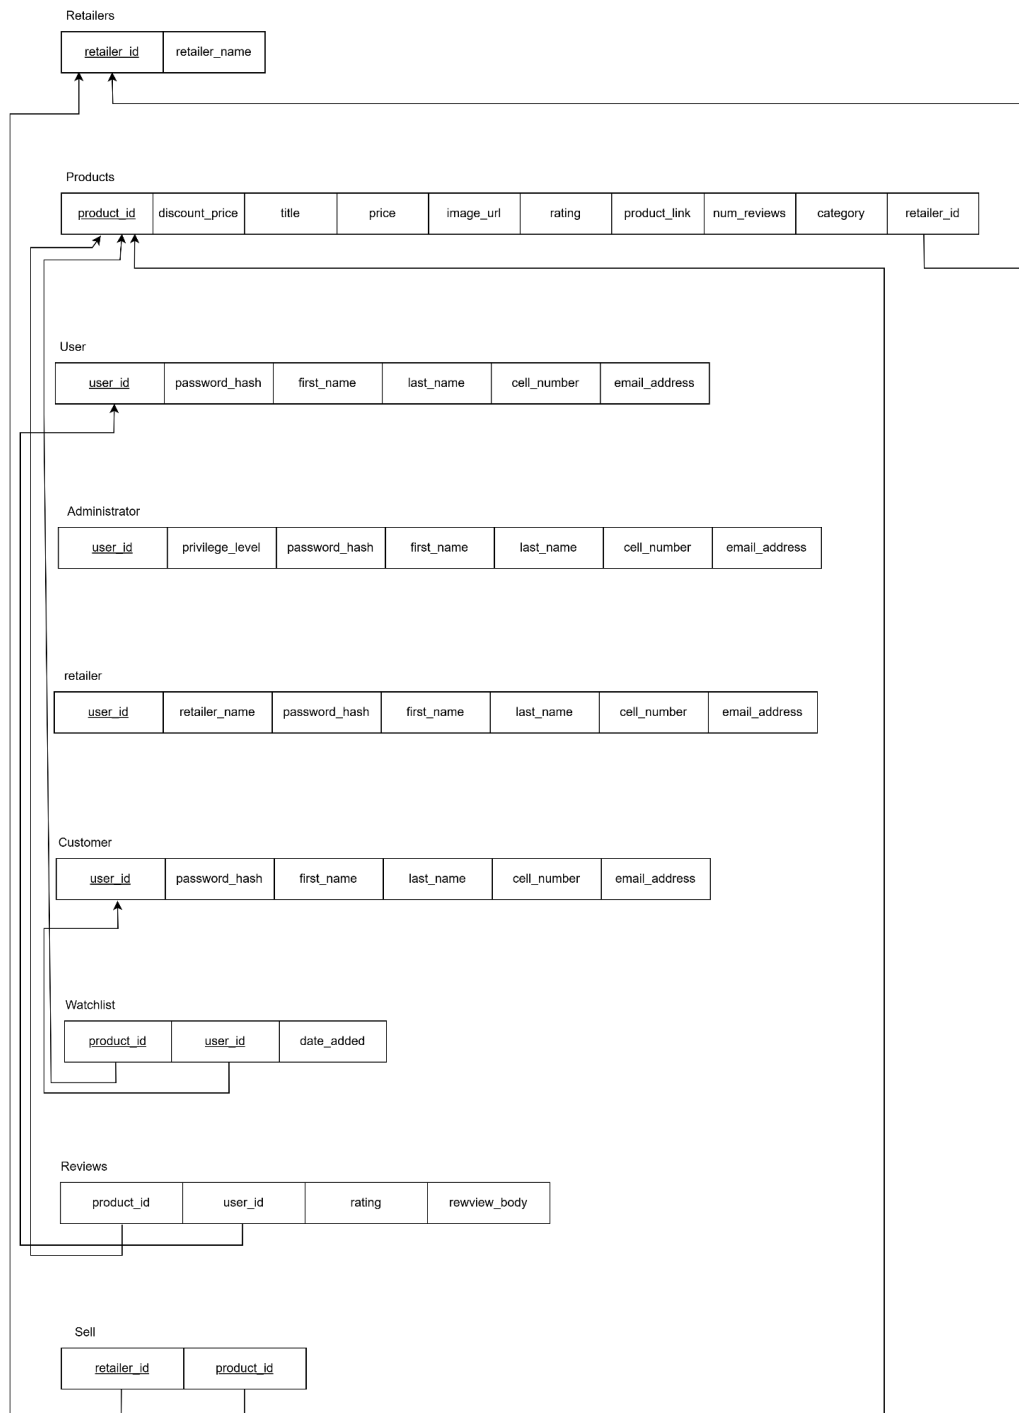 Retailers
retailer_id retailer_name
Products
product_id discount_price title price image_url rating product_link num_reviews category retailer_id
User
user_id password_hash first_name last_name cell_number email_address
Administrator
user_id privilege_level password_hash first_name last_name cell_number email_address
retailer
user_id retailer_name password_hash first_name last_name cell_number email_address
Customer
user_id password_hash first_name last_name cell_number email_address
Watchlist
product_id user_id date_added
Reviews
product_id user_id rating rewview_body
Sell
retailer_id product_id